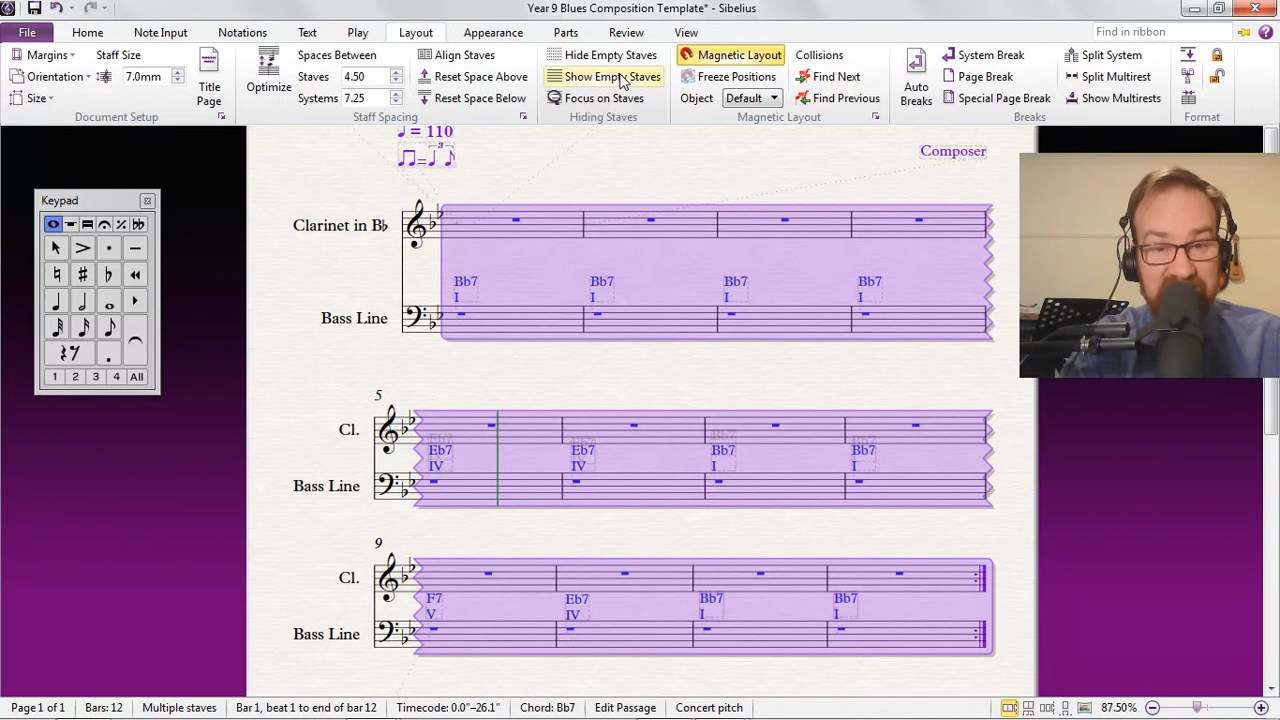 Year 9 Blues Composition Template* - Sibelius
File Home Note Input Notations Text Play Layout Appearance Parts Review View Find in ribbon
Margins Staff Size Spaces Between Align Staves Hide Empty Staves Magnetic Layout Collisions System Break Split System
Orientation 7.0mm Staves 4.50 Reset Space Above Show Empty Staves Freeze Positions Find Next Page Break Split Multirest
Size Title Page Optimize Systems 7.25 Reset Space Below Focus on Staves Object Default Find Previous Auto Breaks Special Page Break Show Multirests
Document Setup Staff Spacing Hiding Staves Magnetic Layout Breaks Format
= 110
3
Composer
Keypad
Clarinet in B♭
Bb7 Bb7 Bb7 Bb7
I I I I
Bass Line
1 2 3 4 All
5
Cl.
Eb7 Eb7 Bb7 Bb7
IV IV I I
Bass Line
9
Cl.
F7 Eb7 Bb7 Bb7
V IV I I
Bass Line
Page 1 of 1 Bars: 12 Multiple staves Bar 1, beat 1 to end of bar 12 Timecode: 0.0"–26.1" Chord: Bb7 Edit Passage Concert pitch 87.50%